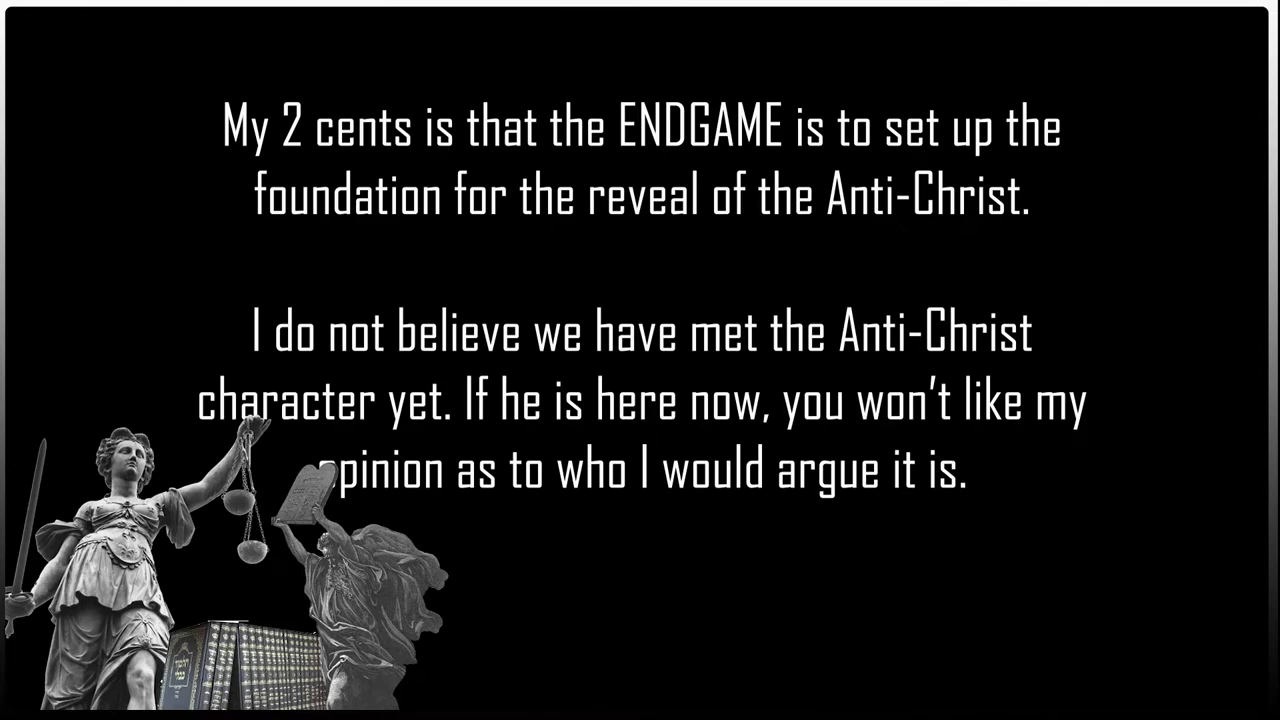 My 2 cents is that the ENDGAME is to set up the
foundation for the reveal of the Anti-Christ.
I do not believe we have met the Anti-Christ
character yet. If he is here now, you won't like my
opinion as to who I would argue it is.